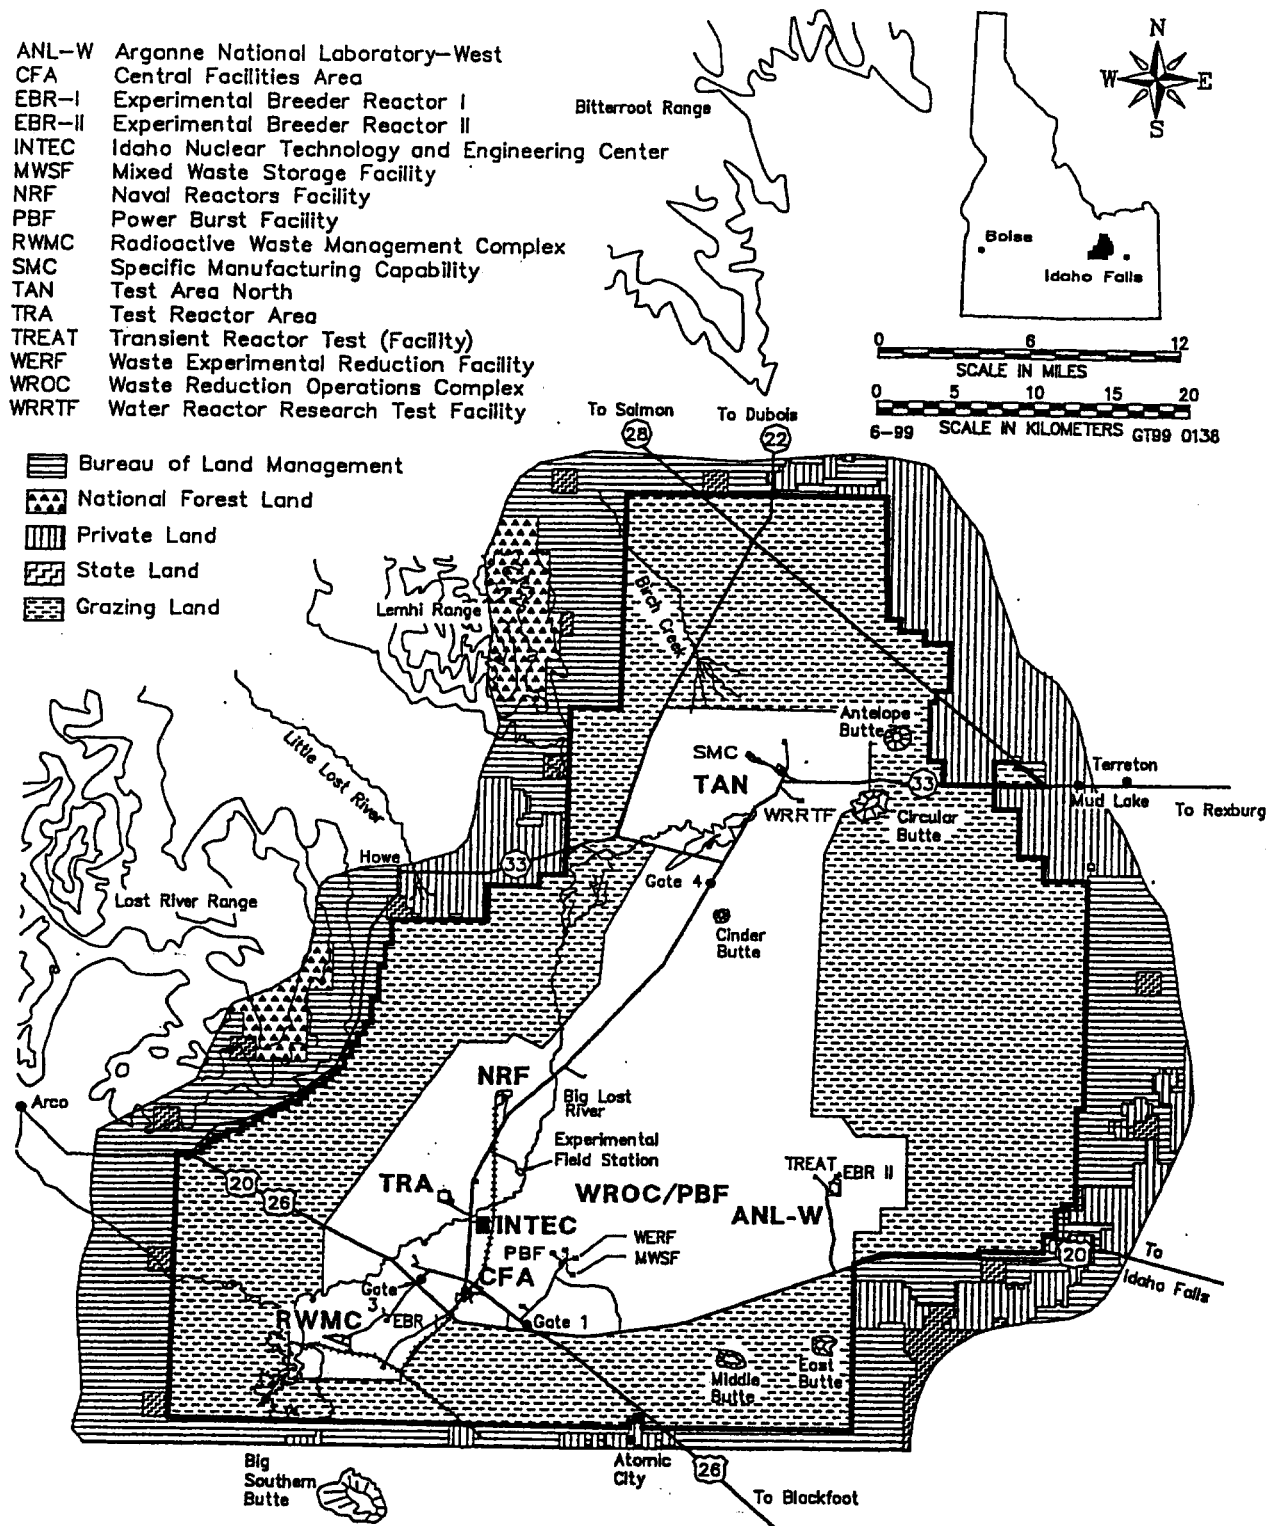 ANL-W Argonne National Laboratory-West
CFA Central Facilities Area
EBR-I Experimental Breeder Reactor I
EBR-II Experimental Breeder Reactor II
INTEC Idaho Nuclear Technology and Engineering Center
MWSF Mixed Waste Storage Facility
NRF Naval Reactors Facility
PBF Power Burst Facility
RWMC Radioactive Waste Management Complex
SMC Specific Manufacturing Capability
TAN Test Area North
TRA Test Reactor Area
TREAT Transient Reactor Test (Facility)
WERF Waste Experimental Reduction Facility
WROC Waste Reduction Operations Complex
WRRTF Water Reactor Research Test Facility
Bitterroot Range
N
W E
S
Boise
Idaho Falls
0 6 12
SCALE IN MILES
0 5 10 15 20
6-99 SCALE IN KILOMETERS GT99 0138
To Salmon
28
To Dubois
22
Bureau of Land Management
National Forest Land
Private Land
State Land
Grazing Land
Lemhi Range
Birch Creek
Little Lost River
Antelope
Butte
SMC
TAN
33
Terreton
Mud Lake
To Rexburg
WRRTF
Circular
Butte
Howe
33
Gate 4
Lost River Range
Cinder
Butte
NRF
Big Lost
River
Arco
Experimental
Field Station
TREAT
EBR II
20
26
TRA
WROC/PBF
ANL-W
INTEC
WERF
PBF
MWSF
20
To
Idaho Falls
CFA
Gate
3
EBR I
RWMC
Gate 1
Middle
Butte
East
Butte
Big
Southern
Butte
Atomic
City
26
To Blackfoot